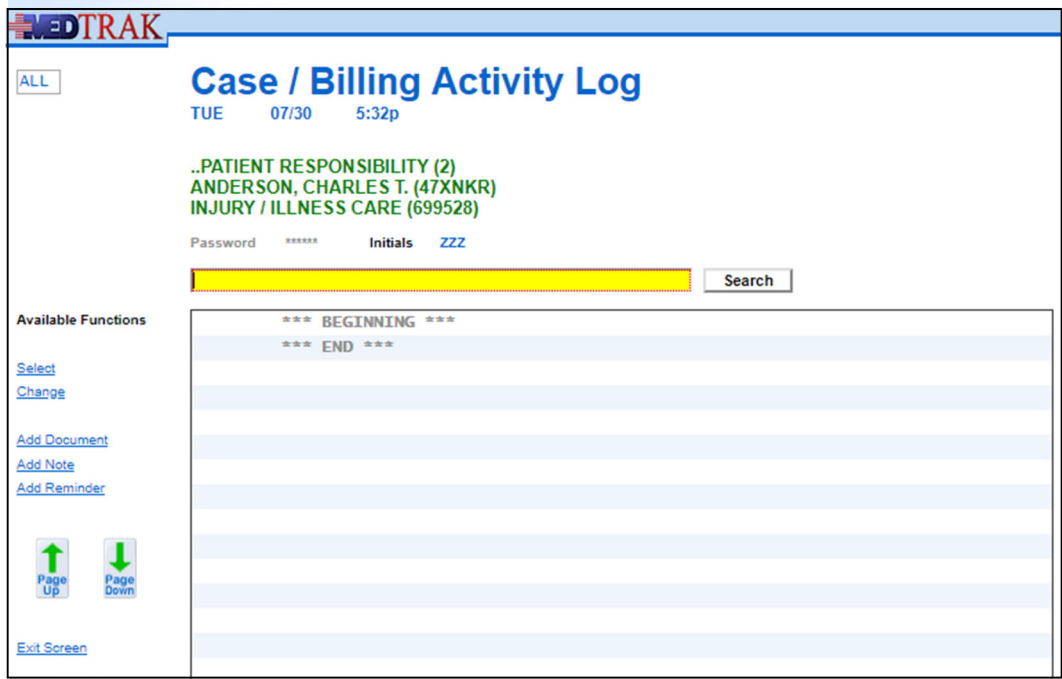 MEDTRAK
ALL
Case / Billing Activity Log
TUE 07/30 5:32p
..PATIENT RESPONSIBILITY (2)
ANDERSON, CHARLES T. (47XNKR)
INJURY / ILLNESS CARE (699528)
Password ****** Initials ZZZ
Search
Available Functions
*** BEGINNING ***
*** END ***
Select
Change
Add Document
Add Note
Add Reminder
Page Up
Page Down
Exit Screen